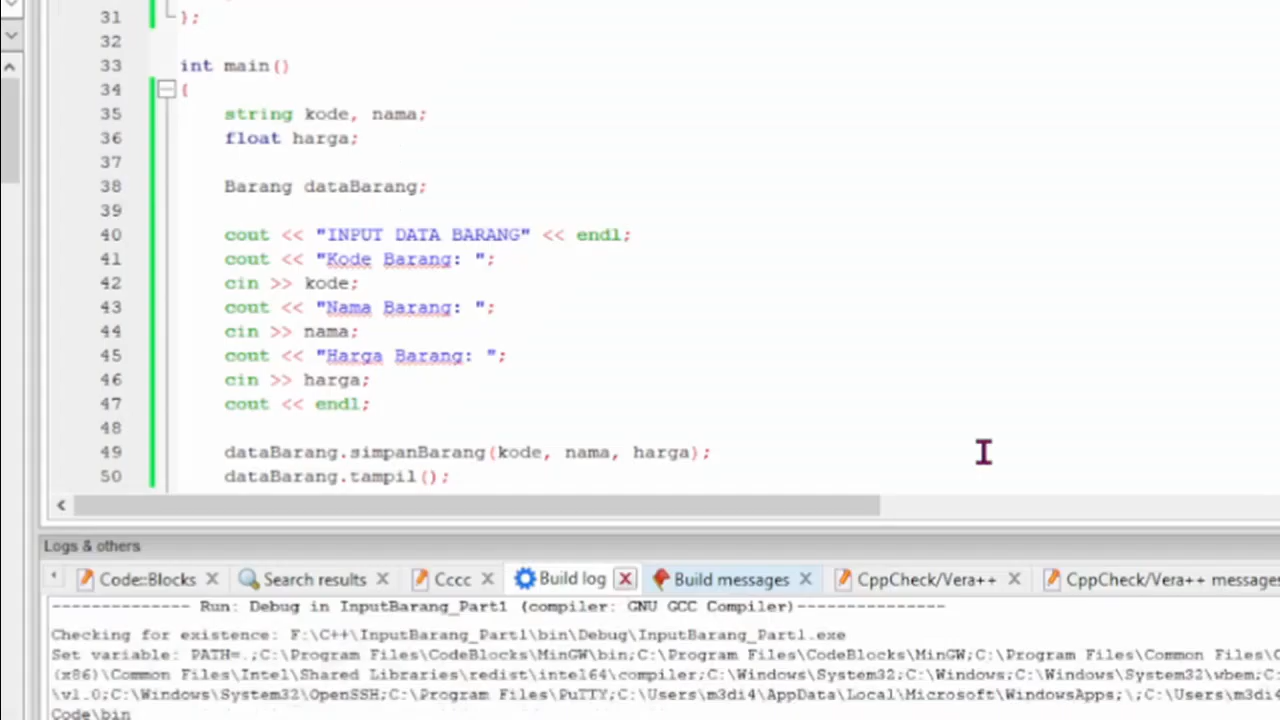 31 };
32
33 int main()
34 {
35 string kode, nama;
36 float harga;
37
38 Barang dataBarang;
39
40 cout << "INPUT DATA BARANG" << endl;
41 cout << "Kode Barang: ";
42 cin >> kode;
43 cout << "Nama Barang: ";
44 cin >> nama;
45 cout << "Harga Barang: ";
46 cin >> harga;
47 cout << endl;
48
49 dataBarang.simpanBarang(kode, nama, harga);
50 dataBarang.tampil();
Logs & others
Code::Blocks Search results Cccc Build log Build messages CppCheck/Vera++ CppCheck/Vera++ messages
-------------- Run: Debug in InputBarang_Part1 (compiler: GNU GCC Compiler)---------------
Checking for existence: F:\C++\InputBarang_Part1\bin\Debug\InputBarang_Part1.exe
Set variable: PATH=.;C:\Program Files\CodeBlocks\MinGW\bin;C:\Program Files\CodeBlocks\MinGW;C:\Program Files\Common Files\
(x86)\Common Files\Intel\Shared Libraries\redist\intel64\compiler;C:\Windows\System32;C:\Windows;C:\Windows\System32\wbem;C:
\v1.0;C:\Windows\System32\OpenSSH;C:\Program Files\PuTTY;C:\Users\m3di4\AppData\Local\Microsoft\WindowsApps;\;C:\Users\m3di4
Code\bin